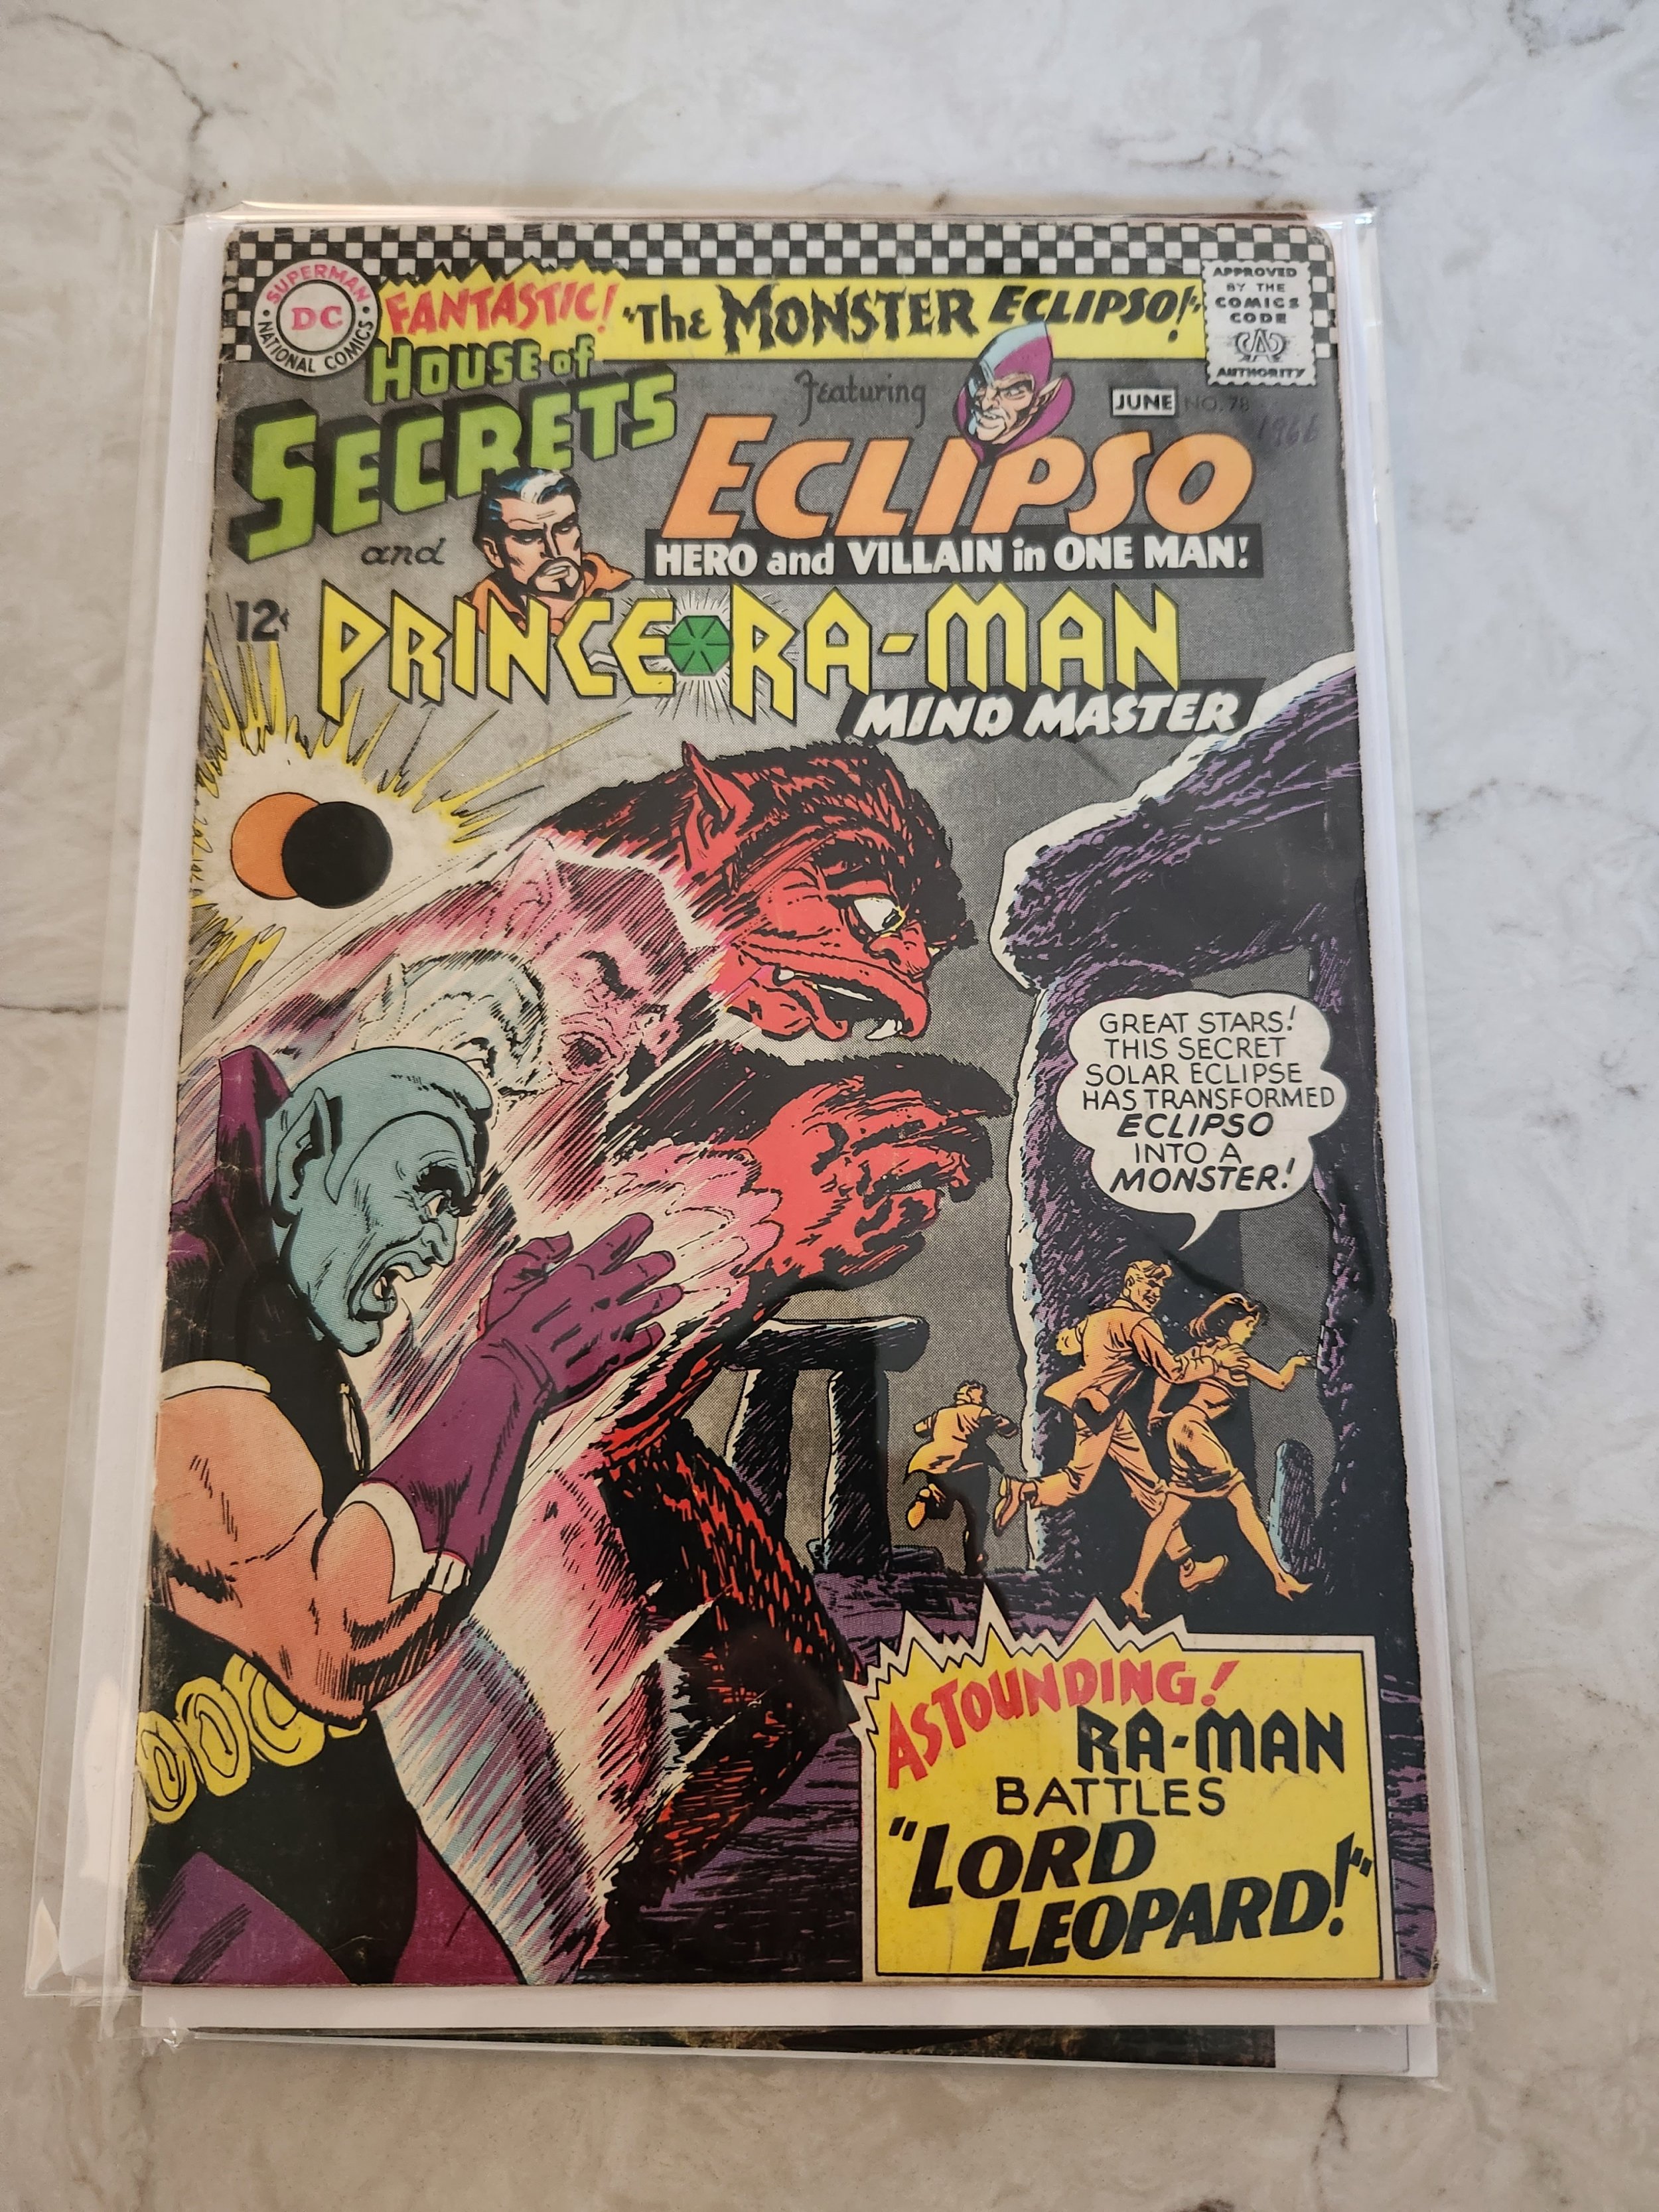 SUPERMAN
DC
NATIONAL COMICS
FANTASTIC! "The MONSTER ECLIPSO!"
APPROVED
BY THE
COMICS
CODE
AUTHORITY
HOUSE of
SECRETS
Featuring
JUNE NO. 78
1966
ECLIPSO
HERO and VILLAIN in ONE MAN!
and
12¢
PRINCE RA-MAN
MIND MASTER
GREAT STARS!
THIS SECRET
SOLAR ECLIPSE
HAS TRANSFORMED
ECLIPSO
INTO A
MONSTER!
ASTOUNDING!
RA-MAN
BATTLES
"LORD
LEOPARD!"